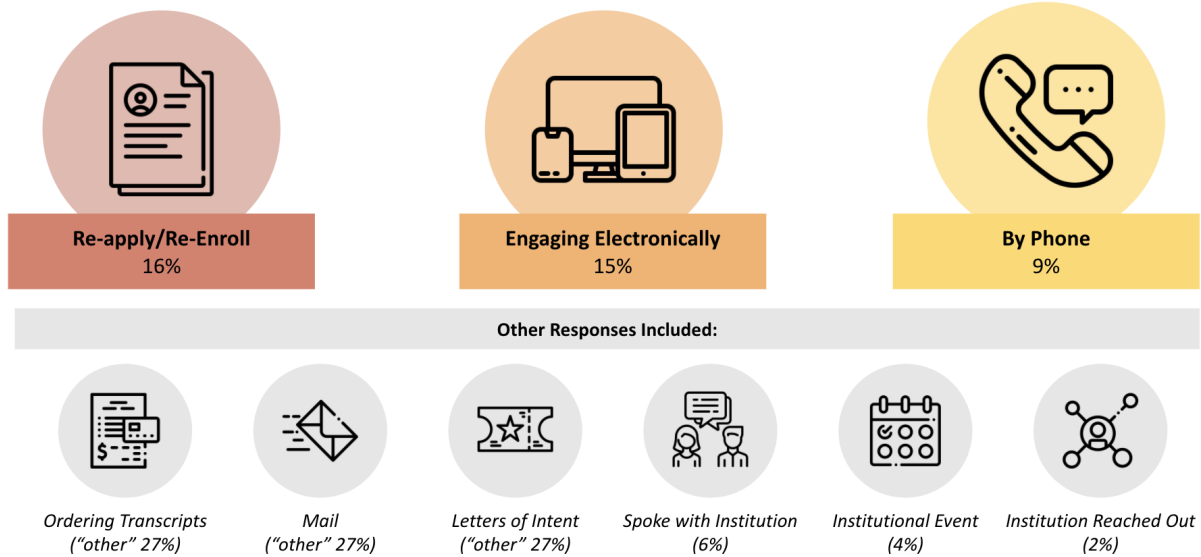 Re-apply/Re-Enroll
16%
Engaging Electronically
15%
By Phone
9%
Other Responses Included:
$
Ordering Transcripts
(“other” 27%)
Mail
(“other” 27%)
Letters of Intent
(“other” 27%)
Spoke with Institution
(6%)
Institutional Event
(4%)
Institution Reached Out
(2%)